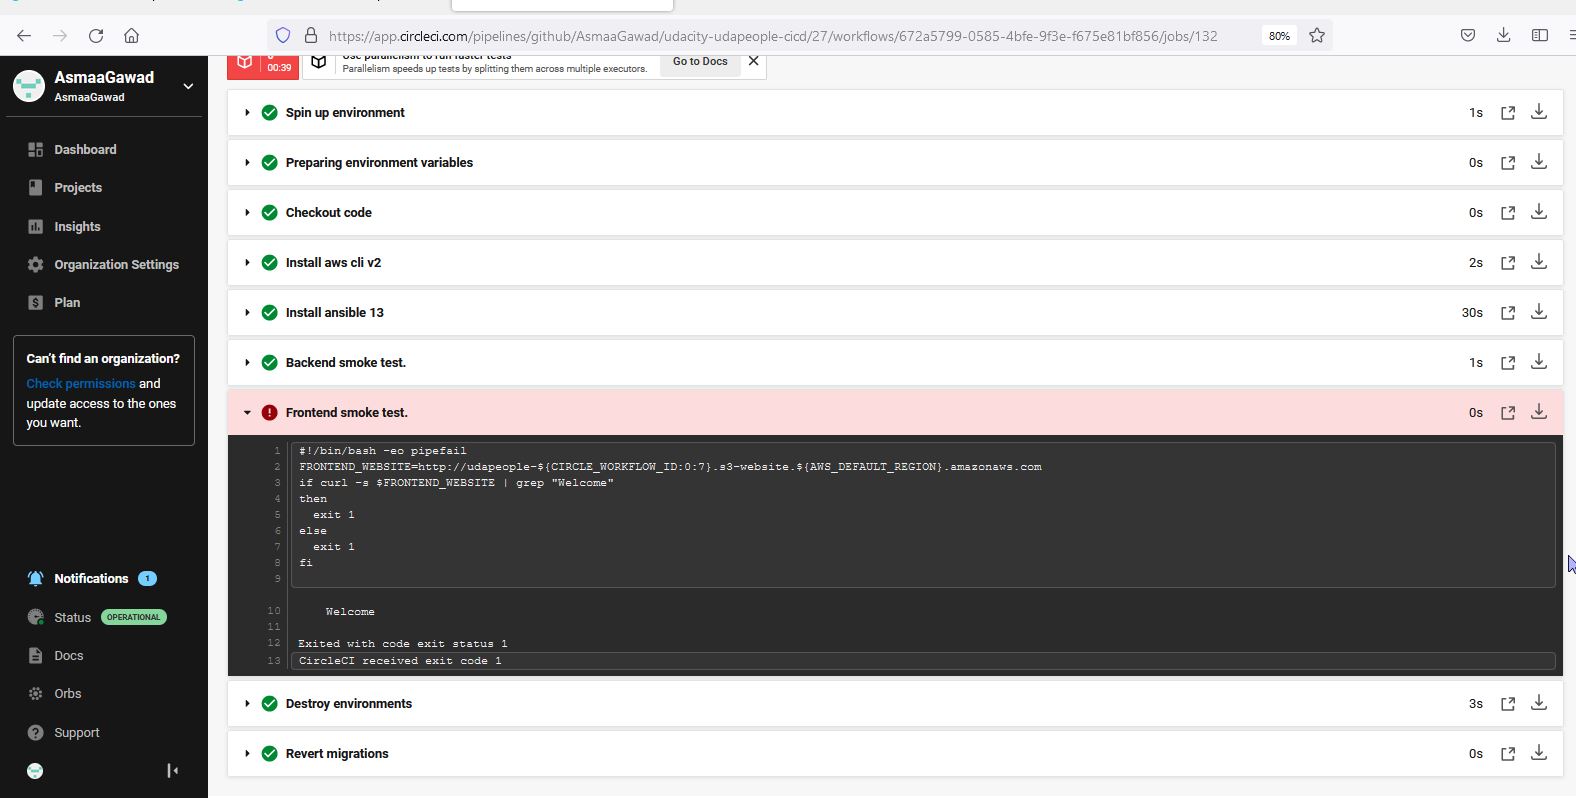 https://app.circleci.com/pipelines/github/AsmaaGawad/udacity-udapeople-cicd/27/workflows/672a5799-0585-4bfe-9f3e-f675e81bf856/jobs/132
80%
AsmaaGawad
AsmaaGawad
Dashboard
Projects
Insights
Organization Settings
Plan
Can't find an organization?
Check permissions and
update access to the ones
you want.
Notifications 1
Status OPERATIONAL
Docs
Orbs
Support
00:39
Use parallelism to run faster tests
Parallelism speeds up tests by splitting them across multiple executors.
Go to Docs
Spin up environment 1s
Preparing environment variables 0s
Checkout code 0s
Install aws cli v2 2s
Install ansible 13 30s
Backend smoke test. 1s
Frontend smoke test. 0s
1 #!/bin/bash -eo pipefail
2 FRONTEND_WEBSITE=http://udapeople-${CIRCLE_WORKFLOW_ID:0:7}.s3-website.${AWS_DEFAULT_REGION}.amazonaws.com
3 if curl -s $FRONTEND_WEBSITE | grep "Welcome"
4 then
5 exit 1
6 else
7 exit 1
8 fi
9
10 Welcome
11
12 Exited with code exit status 1
13 CircleCI received exit code 1
Destroy environments 3s
Revert migrations 0s